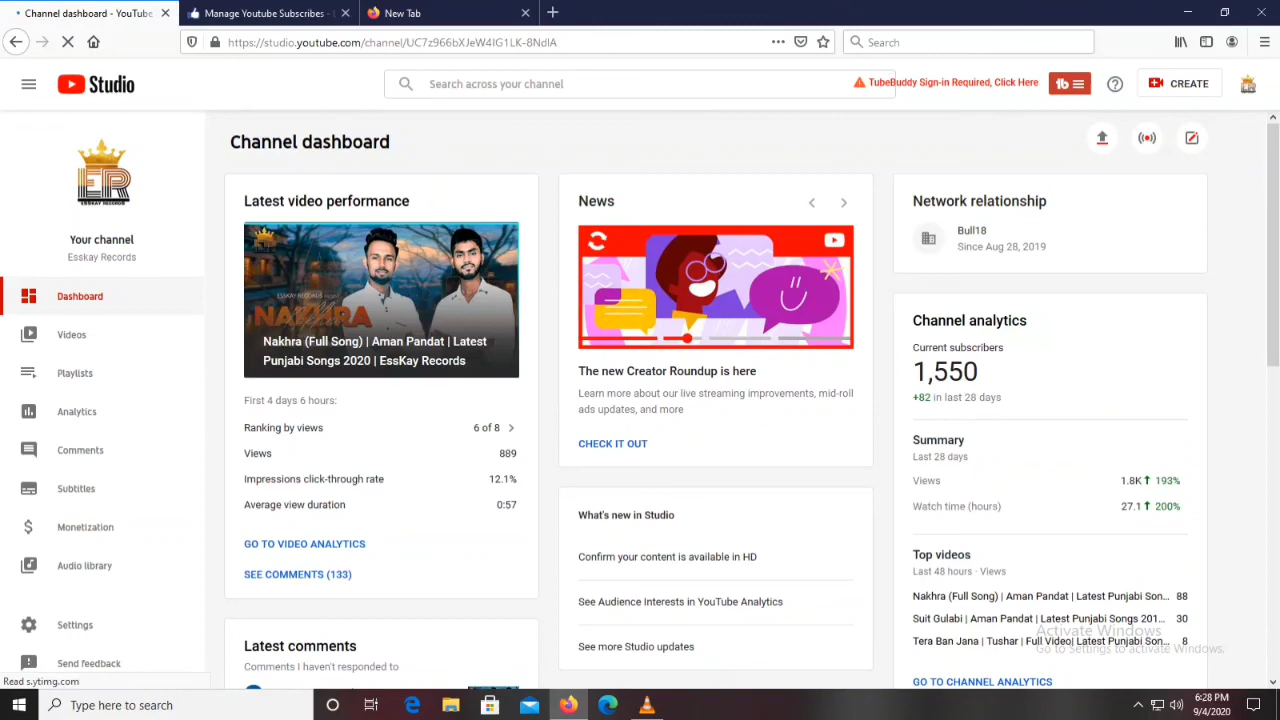 Channel dashboard - YouTube
Manage Youtube Subscribes -
New Tab
https://studio.youtube.com/channel/UC7z966bXJeW4IG1LK-8NdIA
Search
Studio
Search across your channel
TubeBuddy Sign-in Required, Click Here
tb
CREATE
ER
ESSKAY RECORDS
Your channel
Esskay Records
Dashboard
Videos
Playlists
Analytics
Comments
Subtitles
Monetization
Audio library
Settings
Send feedback
Read s.ytimg.com
Channel dashboard
Latest video performance
NAKHRA
Nakhra (Full Song) | Aman Pandat | Latest
Punjabi Songs 2020 | EssKay Records
First 4 days 6 hours:
Ranking by views 6 of 8
Views 889
Impressions click-through rate 12.1%
Average view duration 0:57
GO TO VIDEO ANALYTICS
SEE COMMENTS (133)
Latest comments
Comments I haven't responded to
News
The new Creator Roundup is here
Learn more about our live streaming improvements, mid-roll
ads updates, and more
CHECK IT OUT
What's new in Studio
Confirm your content is available in HD
See Audience Interests in YouTube Analytics
See more Studio updates
Network relationship
Bull18
Since Aug 28, 2019
Channel analytics
Current subscribers
1,550
+82 in last 28 days
Summary
Last 28 days
Views 1.8K 193%
Watch time (hours) 27.1 200%
Top videos
Last 48 hours · Views
Nakhra (Full Song) | Aman Pandat | Latest Punjabi Son... 88
Suit Gulabi | Aman Pandat | Latest Punjabi Songs 201... 30
Tera Ban Jana | Tushar | Full Video| Latest Punjabi Son... 8
GO TO CHANNEL ANALYTICS
Activate Windows
Go to Settings to activate Windows.
Type here to search
6:28 PM
9/4/2020